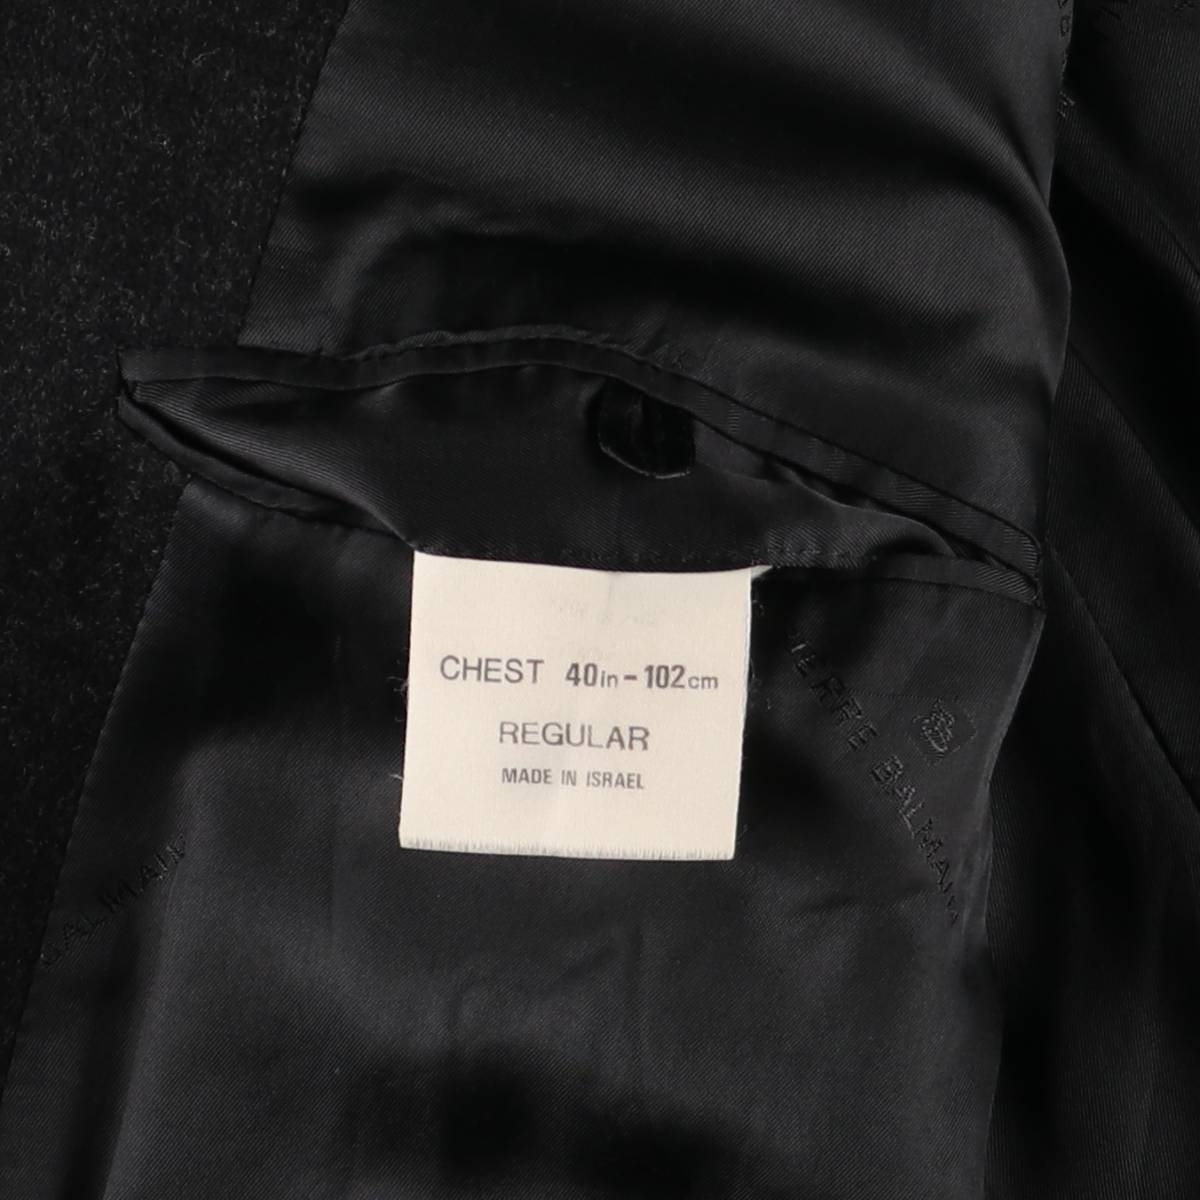 CHEST 40in-102cm
REGULAR
MADE IN ISRAEL
PIERRE BALMAIN
BALMAIN